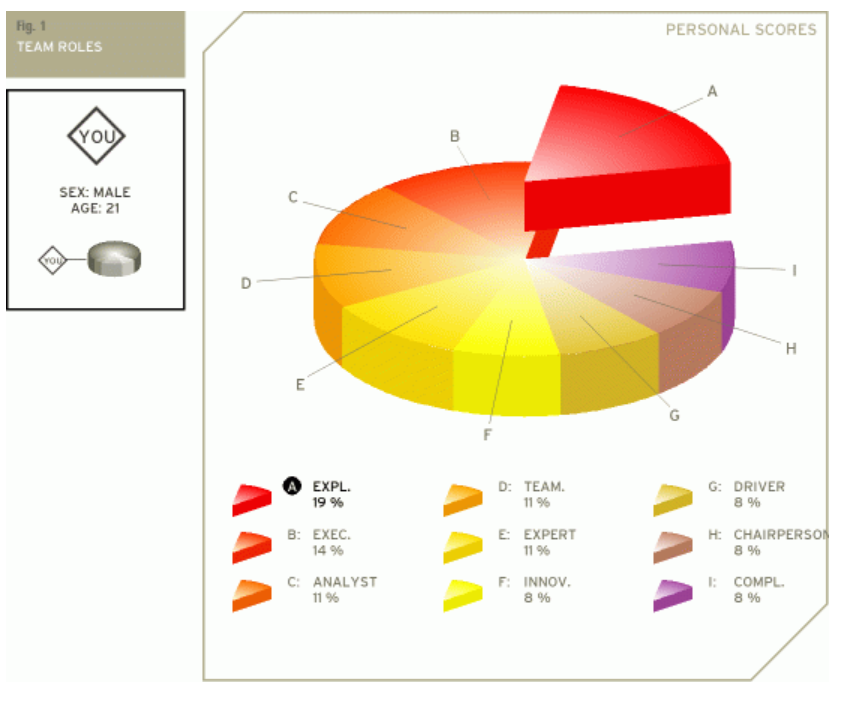 Fig. 1
TEAM ROLES
PERSONAL SCORES
YOU
SEX: MALE
AGE: 21
YOU
A
B
C
D
E
F
G
H
I
A EXPL.
19 %
B: EXEC.
14 %
C: ANALYST
11 %
D: TEAM.
11 %
E: EXPERT
11 %
F: INNOV.
8 %
G: DRIVER
8 %
H: CHAIRPERSON
8 %
I: COMPL.
8 %